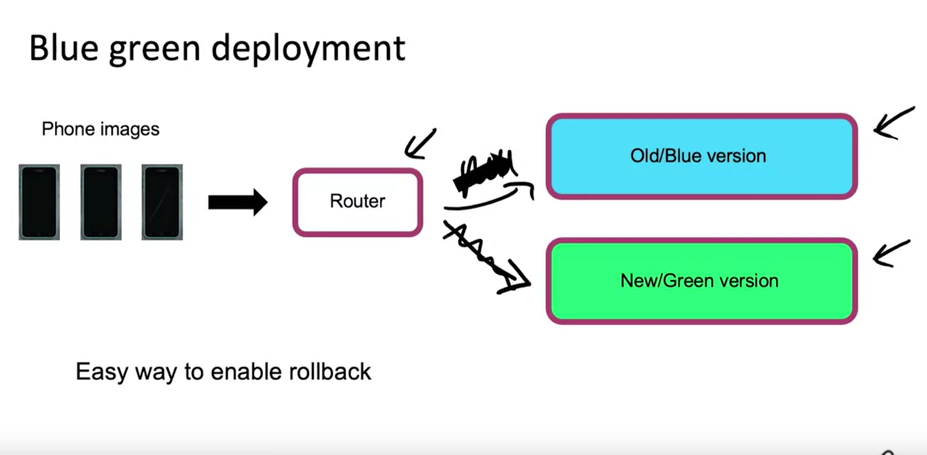 Blue green deployment
Phone images
Router
Old/Blue version
New/Green version
Easy way to enable rollback